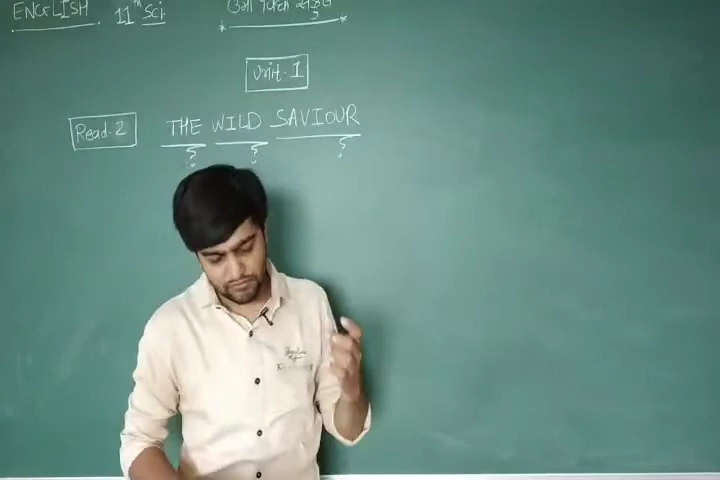 ENGLISH 11th Sci.
Unit-1
Read-2 THE WILD SAVIOUR
? ? ?